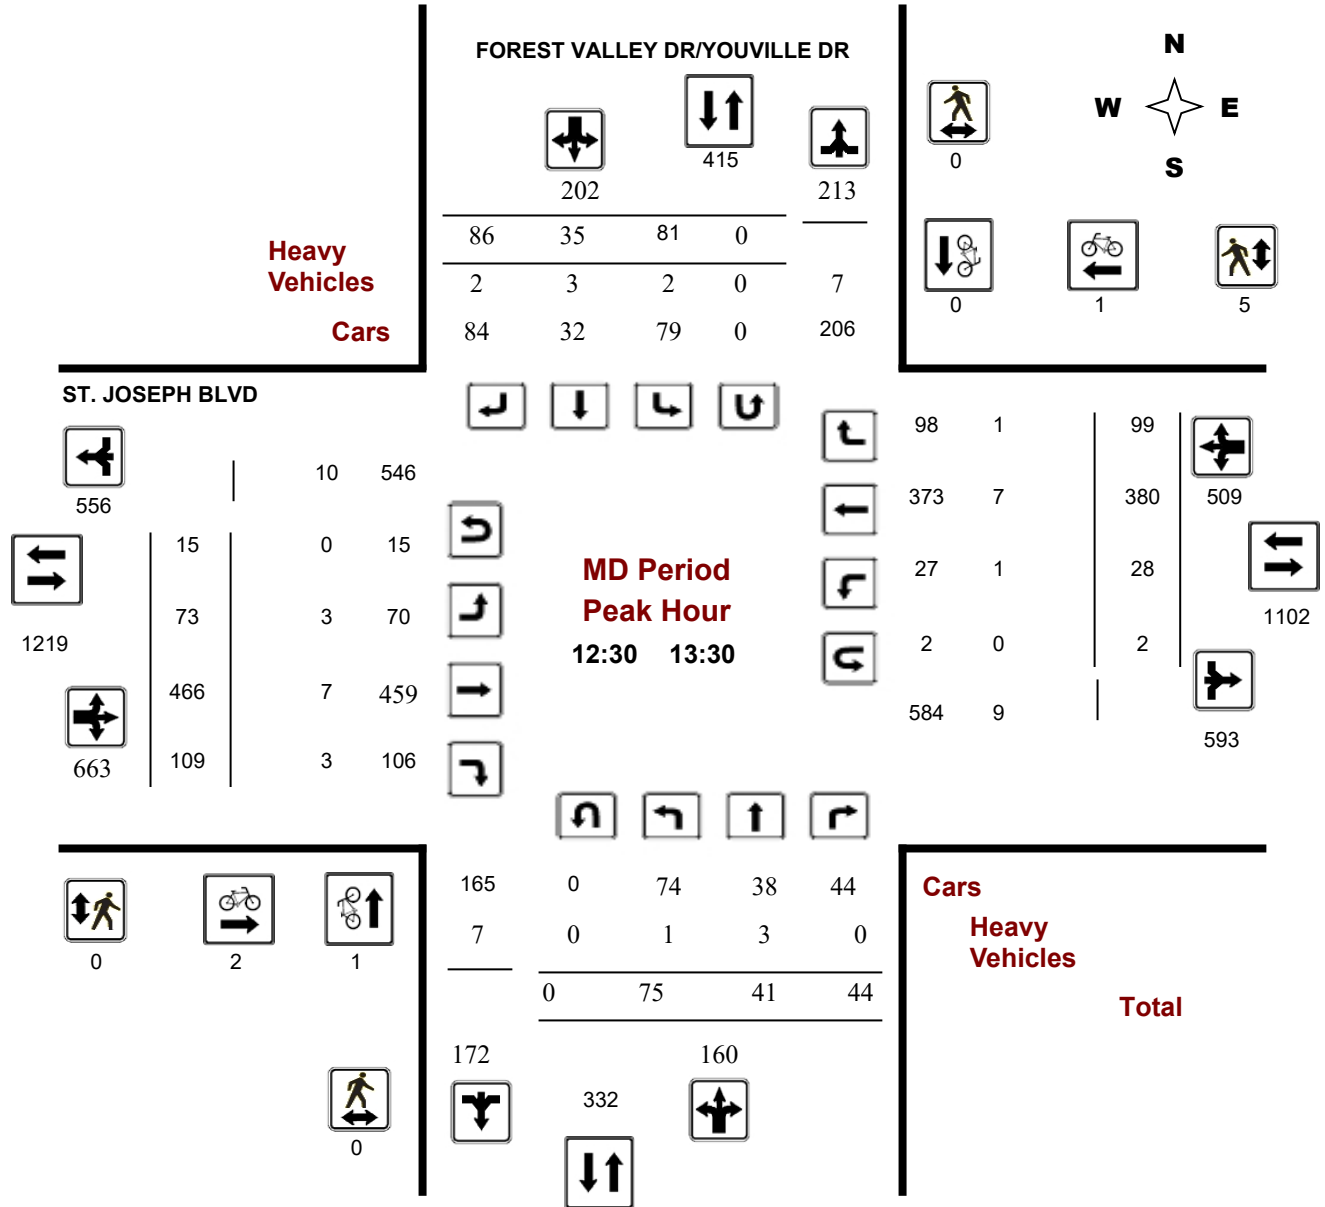 FOREST VALLEY DR/YOUVILLE DR
N
W E
S
415
0
202 213
86 35 81 0
Heavy
Vehicles
2 3 2 0 7
0 1 5
Cars
84 32 79 0 206
ST. JOSEPH BLVD
98 1 99
10 546
556
373 7 380 509
15 0 15
MD Period
27 1 28
Peak Hour
73 3 70
1102
1219
12:30 13:30
2 0 2
466 7 459
584 9
593
663 109 3 106
165 0 74 38 44
Cars
7 0 1 3 0
Heavy
Vehicles
0 2 1
0 75 41 44
Total
172 160
332
0